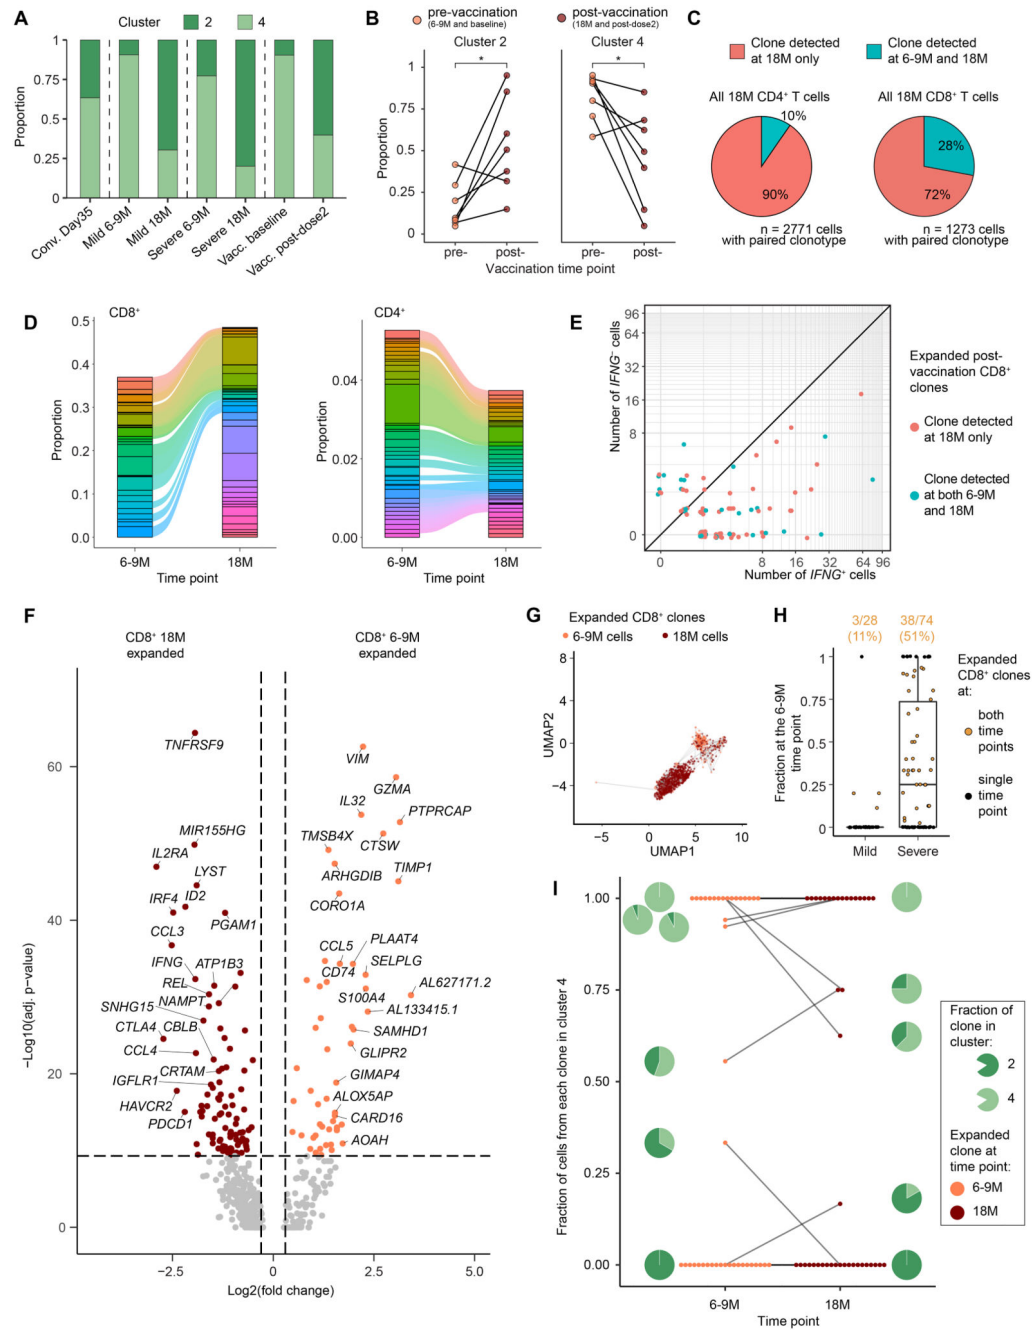 A
Cluster 2 4
Proportion
1
0.75
0.5
0.25
0
Conv. Day35
Mild 6-9M
Mild 18M
Severe 6-9M
Severe 18M
Vacc. baseline
Vacc. post-dose2
B
pre-vaccination
(6-9M and baseline)
post-vaccination
(18M and post-dose2)
Cluster 2
Cluster 4
*
*
Proportion
1
0.75
0.5
0.25
0
pre- post- pre- post-
Vaccination time point
C
Clone detected
at 18M only
Clone detected
at 6-9M and 18M
All 18M CD4⁺ T cells
10%
90%
n = 2771 cells
with paired clonotype
All 18M CD8⁺ T cells
28%
72%
n = 1273 cells
with paired clonotype
D
CD8⁺
Proportion
0.5
0.4
0.3
0.2
0.1
0.0
6-9M 18M
Time point
CD4⁺
Proportion
0.04
0.02
0.00
6-9M 18M
Time point
E
Number of IFNG⁻ cells
96
64
32
16
8
0
0 8 16 32 64 96
Number of IFNG⁺ cells
Expanded post-
vaccination CD8⁺
clones
Clone detected
at 18M only
Clone detected
at both 6-9M
and 18M
F
CD8⁺ 18M
expanded
CD8⁺ 6-9M
expanded
−Log10(adj. p−value)
60
40
20
0
TNFRSF9
MIR155HG
IL2RA
LYST
ID2
IRF4
PGAM1
CCL3
IFNG
ATP1B3
REL
NAMPT
SNHG15
CTLA4
CBLB
CCL4
CRTAM
IGFLR1
HAVCR2
PDCD1
VIM
GZMA
IL32
PTPRCAP
TMSB4X
CTSW
ARHGDIB
TIMP1
CORO1A
CCL5
PLAAT4
CD74
SELPLG
AL627171.2
S100A4
AL133415.1
SAMHD1
GLIPR2
GIMAP4
ALOX5AP
CARD16
AOAH
−2.5 0 2.5 5.0
Log2(fold change)
G
Expanded CD8⁺ clones
6-9M cells 18M cells
UMAP2
8
4
0
−4
−5 0 5 10
UMAP1
H
3/28
(11%)
38/74
(51%)
Fraction at the 6-9M
time point
1
0.75
0.5
0.25
0
Mild Severe
Expanded
CD8⁺ clones
at:
both
time
points
single
time
point
I
Fraction of cells from each clone in cluster 4
1.00
0.75
0.50
0.25
0.00
6-9M 18M
Time point
Fraction of
clone in
cluster:
2
4
Expanded
clone at
time point:
6-9M
18M